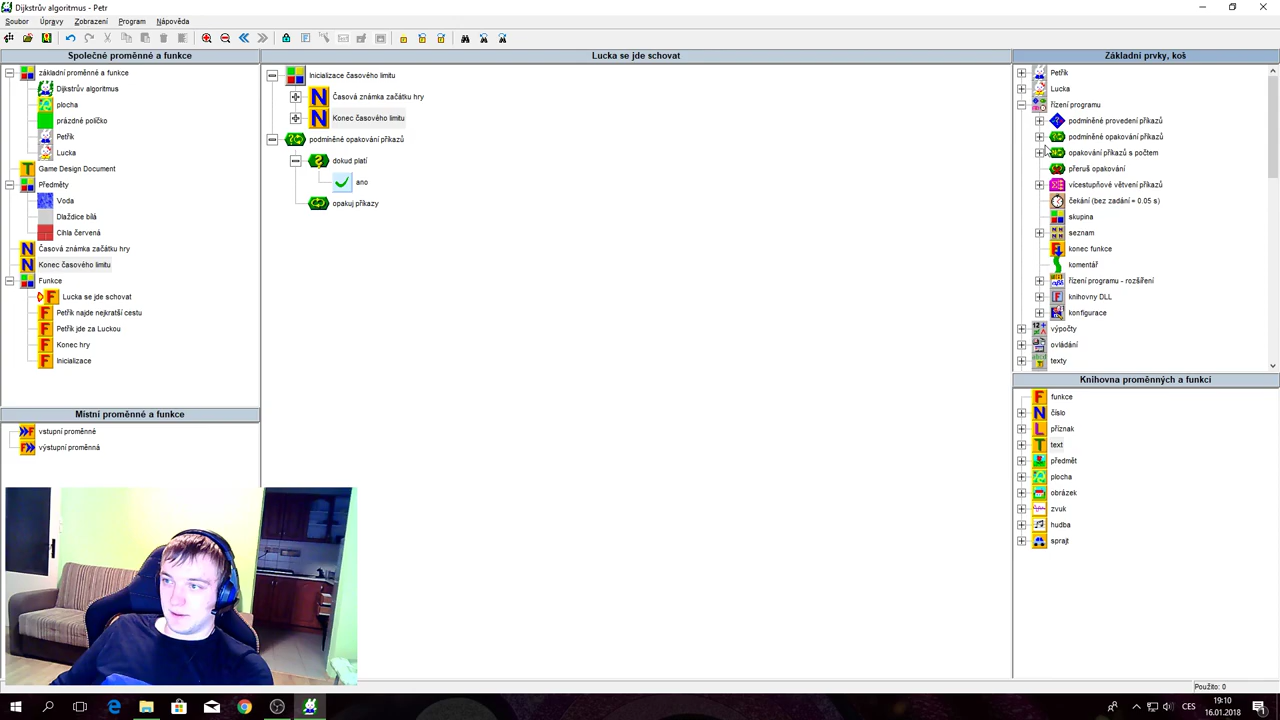 Dijkstrův algoritmus - Petr
Soubor Úpravy Zobrazení Program Nápověda
Společné proměnné a funkce
základní proměnné a funkce
Dijkstrův algoritmus
plocha
prázdné políčko
Petřík
Lucka
Game Design Document
Předměty
Voda
Dlaždice bílá
Cihla červená
Časová známka začátku hry
Konec časového limitu
Funkce
Lucka se jde schovat
Petřík najde nejkratší cestu
Petřík jde za Luckou
Konec hry
Inicializace
Místní proměnné a funkce
vstupní proměnné
výstupní proměnná
Lucka se jde schovat
Inicializace časového limitu
Časová známka začátku hry
Konec časového limitu
podmíněné opakování příkazů
dokud platí
ano
opakuj příkazy
Základní prvky, koš
Petřík
Lucka
řízení programu
podmíněné provedení příkazů
podmíněné opakování příkazů
opakování příkazů s počtem
přeruš opakování
vícestupňové větvení příkazů
čekání (bez zadání = 0.05 s)
skupina
seznam
konec funkce
komentář
řízení programu - rozšíření
knihovny DLL
konfigurace
výpočty
ovládání
texty
Knihovna proměnných a funkcí
funkce
číslo
příznak
text
předmět
plocha
obrázek
zvuk
hudba
sprajt
Použito: 0
CES
19:10
16.01.2018